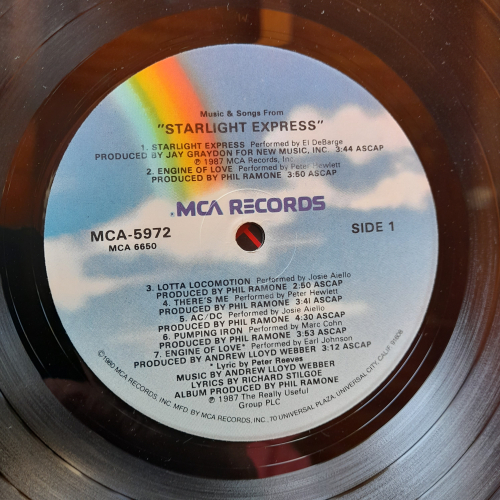 Music & Songs From
"STARLIGHT EXPRESS"
1. STARLIGHT EXPRESS Performed by El DeBarge
PRODUCED BY JAY GRAYDON FOR NEW MUSIC, INC. 3:44 ASCAP
℗ 1987 MCA Records, Inc.
2. ENGINE OF LOVE Performed by Peter Hewlett
PRODUCED BY PHIL RAMONE 3:50 ASCAP
MCA RECORDS
MCA-5972
MCA 6650
SIDE 1
3. LOTTA LOCOMOTION Performed by Josie Aiello
PRODUCED BY PHIL RAMONE 2:50 ASCAP
4. THERE'S ME Performed by Peter Hewlett
PRODUCED BY PHIL RAMONE 3:41 ASCAP
5. AC/DC Performed by Josie Aiello
PRODUCED BY PHIL RAMONE 4:30 ASCAP
6. PUMPING IRON Performed by Marc Cohn
PRODUCED BY PHIL RAMONE 3:53 ASCAP
7. ENGINE OF LOVE* Performed by Earl Johnson
PRODUCED BY ANDREW LLOYD WEBBER 3:12 ASCAP
* Lyric by Peter Reeves
MUSIC BY ANDREW LLOYD WEBBER
LYRICS BY RICHARD STILGOE
ALBUM PRODUCED BY PHIL RAMONE
℗ 1987 The Really Useful
Group PLC
©1980 MCA RECORDS, INC. MFD BY MCA RECORDS, INC., 70 UNIVERSAL PLAZA, UNIVERSAL CITY, CALIF. 91608